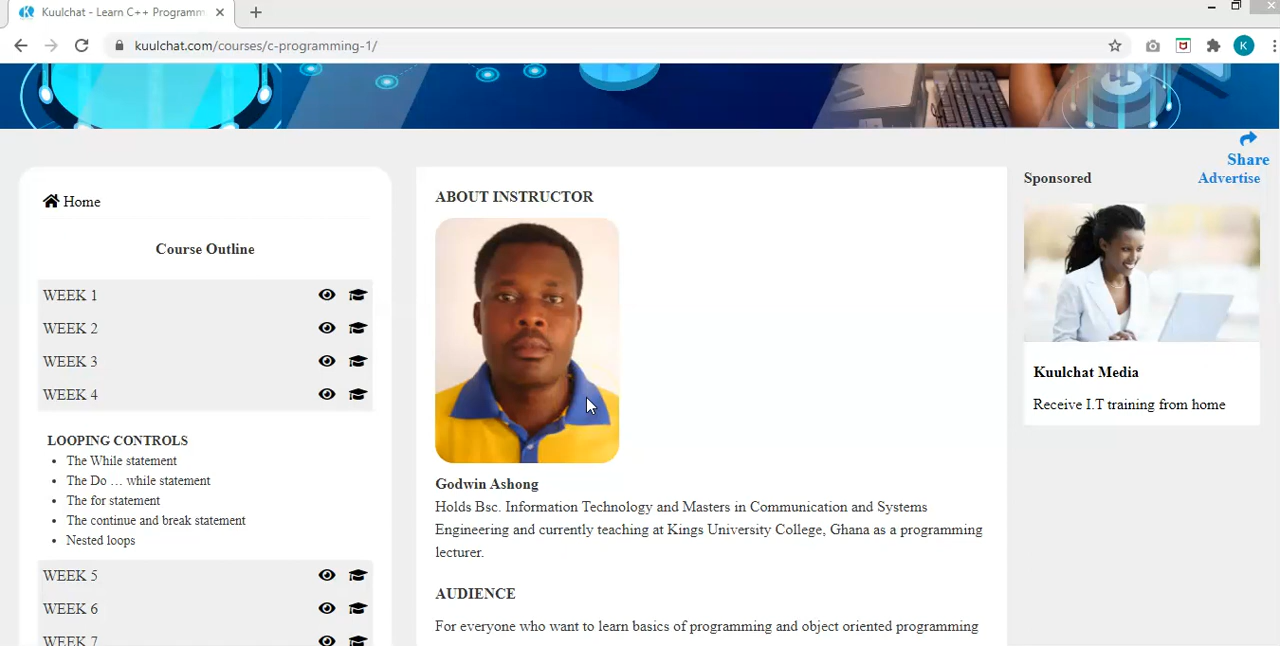 Kuulchat - Learn C++ Programm
kuulchat.com/courses/c-programming-1/
K
Share
Sponsored
Advertise
Home
Course Outline
WEEK 1
WEEK 2
WEEK 3
WEEK 4
LOOPING CONTROLS
The While statement
The Do … while statement
The for statement
The continue and break statement
Nested loops
WEEK 5
WEEK 6
WEEK 7
ABOUT INSTRUCTOR
Godwin Ashong
Holds Bsc. Information Technology and Masters in Communication and Systems
Engineering and currently teaching at Kings University College, Ghana as a programming
lecturer.
AUDIENCE
For everyone who want to learn basics of programming and object oriented programming
Kuulchat Media
Receive I.T training from home